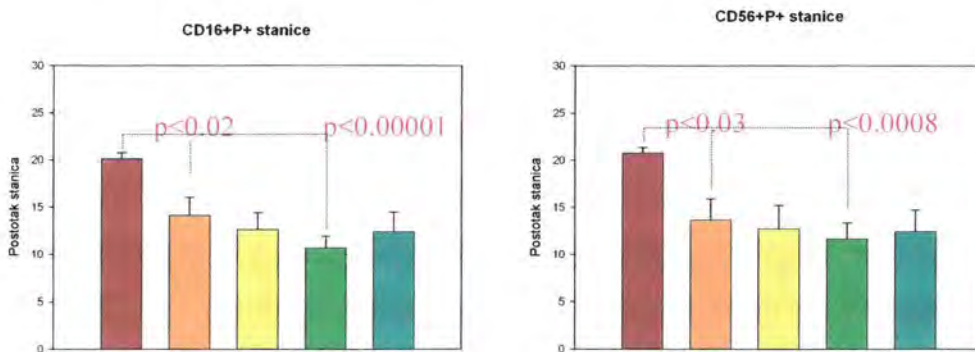 CD16+P+ stanice
30
25
20
15
10
5
0
Postotak stanica
p<0.02
p<0.00001
CD56+P+ stanice
30
25
20
15
10
5
0
Postotak stanica
p<0.03
p<0.0008